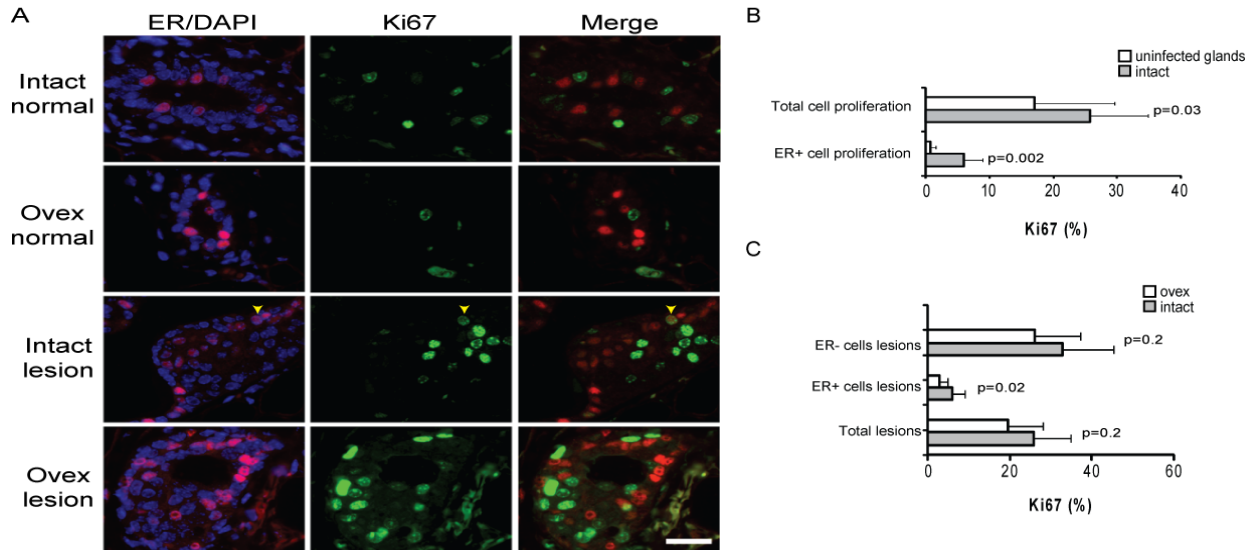 A
ER/DAPI
Ki67
Merge
Intact
normal
Ovex
normal
Intact
lesion
Ovex
lesion
B
uninfected glands
intact
Total cell proliferation
p=0.03
ER+ cell proliferation
p=0.002
0
10
20
30
40
Ki67 (%)
C
ovex
intact
ER- cells lesions
p=0.2
ER+ cells lesions
p=0.02
Total lesions
p=0.2
0
20
40
60
Ki67 (%)